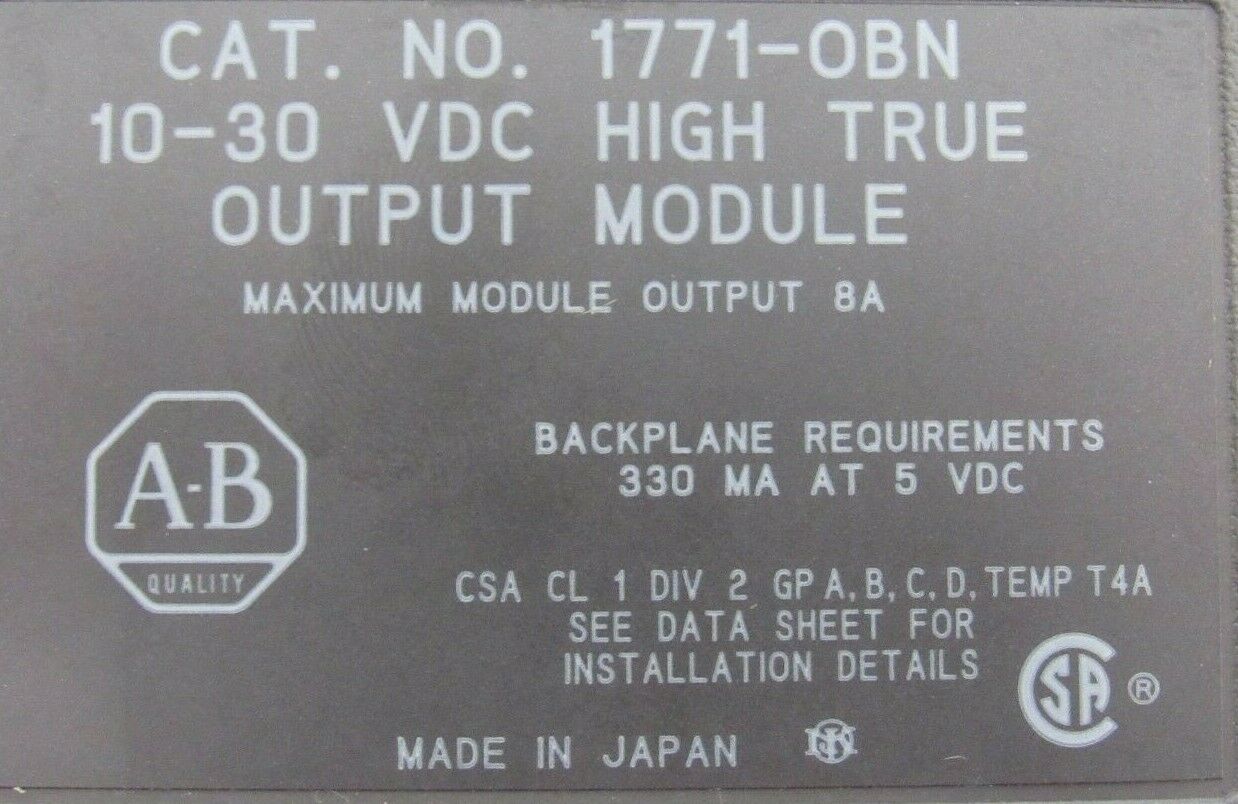 CAT. NO. 1771-OBN
10-30 VDC HIGH TRUE
OUTPUT MODULE
MAXIMUM MODULE OUTPUT 8A
A-B
QUALITY
BACKPLANE REQUIREMENTS
330 MA AT 5 VDC
CSA CL 1 DIV 2 GP A, B, C, D, TEMP T4A
SEE DATA SHEET FOR
INSTALLATION DETAILS
SA ®
MADE IN JAPAN